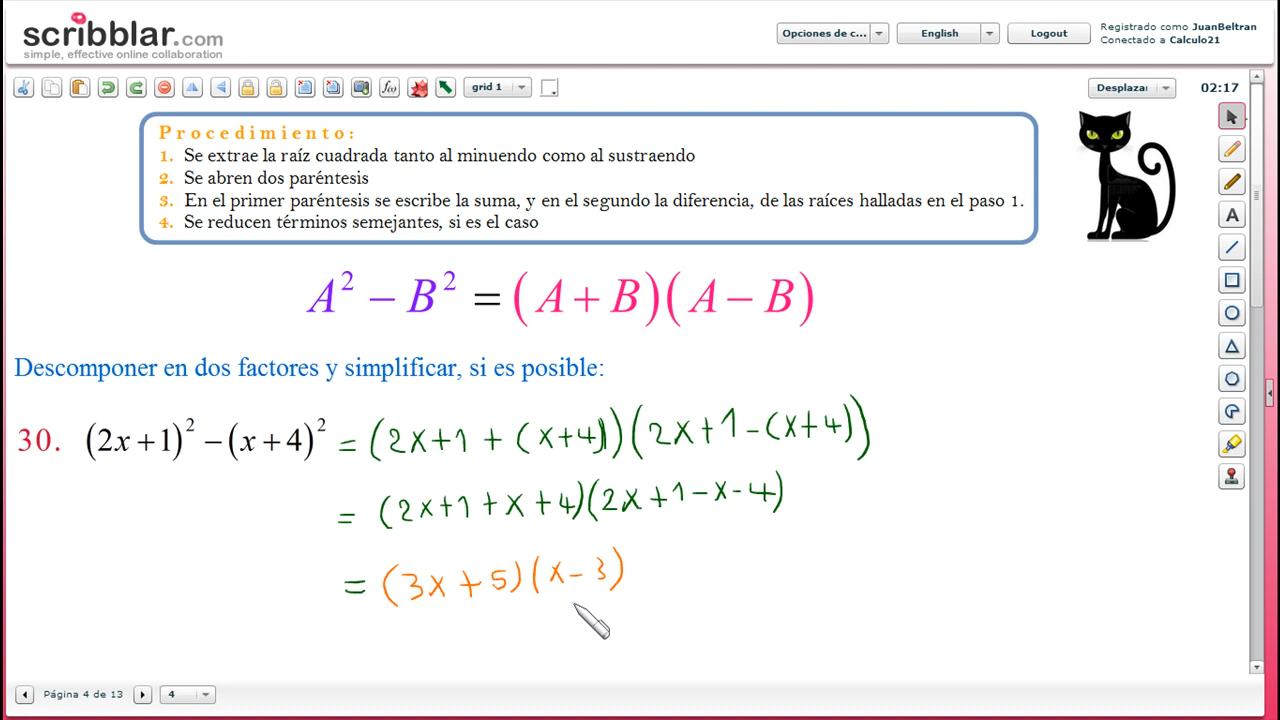 scribblar.com
simple, effective online collaboration
Opciones de c...
English
Logout
Registrado como JuanBeltran
Conectado a Calculo21
f(x)
grid 1
Desplazar
02:17
Procedimiento:
1. Se extrae la raíz cuadrada tanto al minuendo como al sustraendo
2. Se abren dos paréntesis
3. En el primer paréntesis se escribe la suma, y en el segundo la diferencia, de las raíces halladas en el paso 1.
4. Se reducen términos semejantes, si es el caso
A² − B² = (A + B)(A − B)
Descomponer en dos factores y simplificar, si es posible:
30. (2x+1)² − (x+4)² = (2x+1 + (x+4))(2x+1 − (x+4))
= (2x+1 + x + 4)(2x+1 − x − 4)
= (3x + 5)(x − 3)
A
Página 4 de 13
4